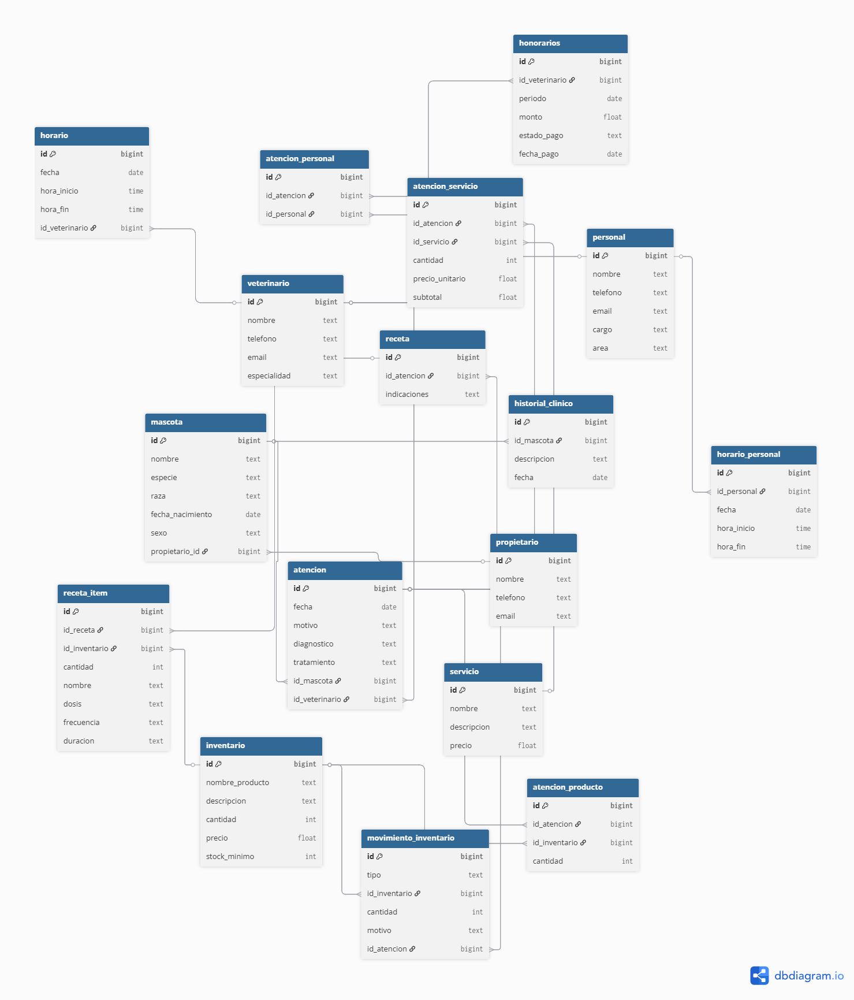 honorarios
id bigint
id_veterinario bigint
periodo date
monto float
estado_pago text
fecha_pago date
horario
id bigint
fecha date
hora_inicio time
hora_fin time
id_veterinario bigint
atencion_personal
id bigint
id_atencion bigint
id_personal bigint
atencion_servicio
id bigint
id_atencion bigint
id_servicio bigint
cantidad int
precio_unitario float
subtotal float
personal
id bigint
nombre text
telefono text
email text
cargo text
area text
veterinario
id bigint
nombre text
telefono text
email text
especialidad text
receta
id bigint
id_atencion bigint
indicaciones text
historial_clinico
id bigint
id_mascota bigint
descripcion text
fecha date
mascota
id bigint
nombre text
especie text
raza text
fecha_nacimiento date
sexo text
propietario_id bigint
horario_personal
id bigint
id_personal bigint
fecha date
hora_inicio time
hora_fin time
propietario
id bigint
nombre text
telefono text
email text
atencion
id bigint
fecha date
motivo text
diagnostico text
tratamiento text
id_mascota bigint
id_veterinario bigint
receta_item
id bigint
id_receta bigint
id_inventario bigint
cantidad int
nombre text
dosis text
frecuencia text
duracion text
servicio
id bigint
nombre text
descripcion text
precio float
inventario
id bigint
nombre_producto text
descripcion text
cantidad int
precio float
stock_minimo int
atencion_producto
id bigint
id_atencion bigint
id_inventario bigint
cantidad int
movimiento_inventario
id bigint
tipo text
id_inventario bigint
cantidad int
motivo text
id_atencion bigint
dbdiagram.io